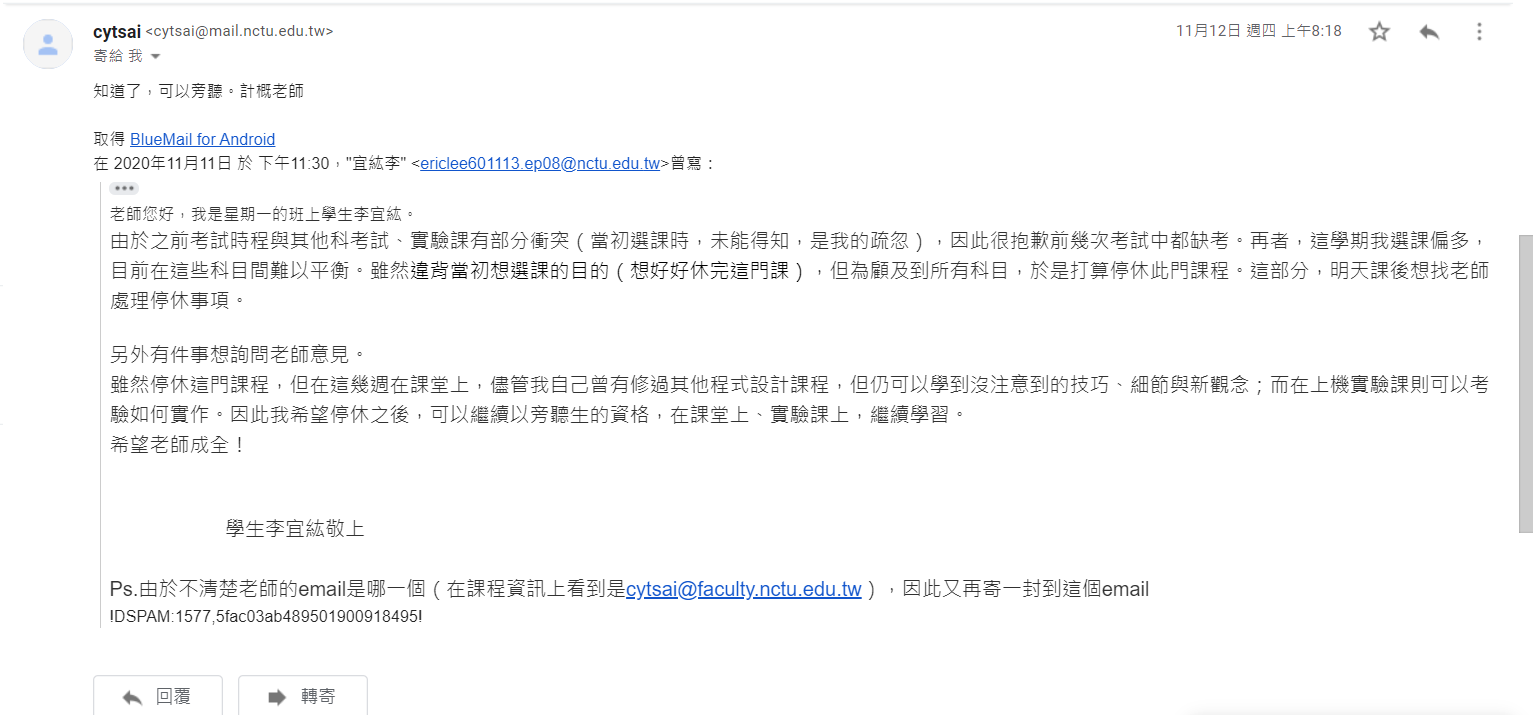 cytsai <cytsai@mail.nctu.edu.tw>
11月12日 週四 上午8:18
寄給 我
知道了，可以旁聽。計概老師
取得 BlueMail for Android
在 2020年11月11日 於 下午11:30，"宜紘李" <ericlee601113.ep08@nctu.edu.tw>曾寫：
老師您好，我是星期一的班上學生李宜紘。
由於之前考試時程與其他科考試、實驗課有部分衝突（當初選課時，未能得知，是我的疏忽），因此很抱歉前幾次考試中都缺考。再者，這學期我選課偏多，
目前在這些科目間難以平衡。雖然違背當初想選課的目的（想好好休完這門課），但為顧及到所有科目，於是打算停休此門課程。這部分，明天課後想找老師
處理停休事項。
另外有件事想詢問老師意見。
雖然停休這門課程，但在這幾週在課堂上，儘管我自己曾有修過其他程式設計課程，但仍可以學到沒注意到的技巧、細節與新觀念；而在上機實驗課則可以考
驗如何實作。因此我希望停休之後，可以繼續以旁聽生的資格，在課堂上、實驗課上，繼續學習。
希望老師成全！
學生李宜紘敬上
Ps.由於不清楚老師的email是哪一個（在課程資訊上看到是cytsai@faculty.nctu.edu.tw），因此又再寄一封到這個email
!DSPAM:1577,5fac03ab489501900918495!
回覆
轉寄